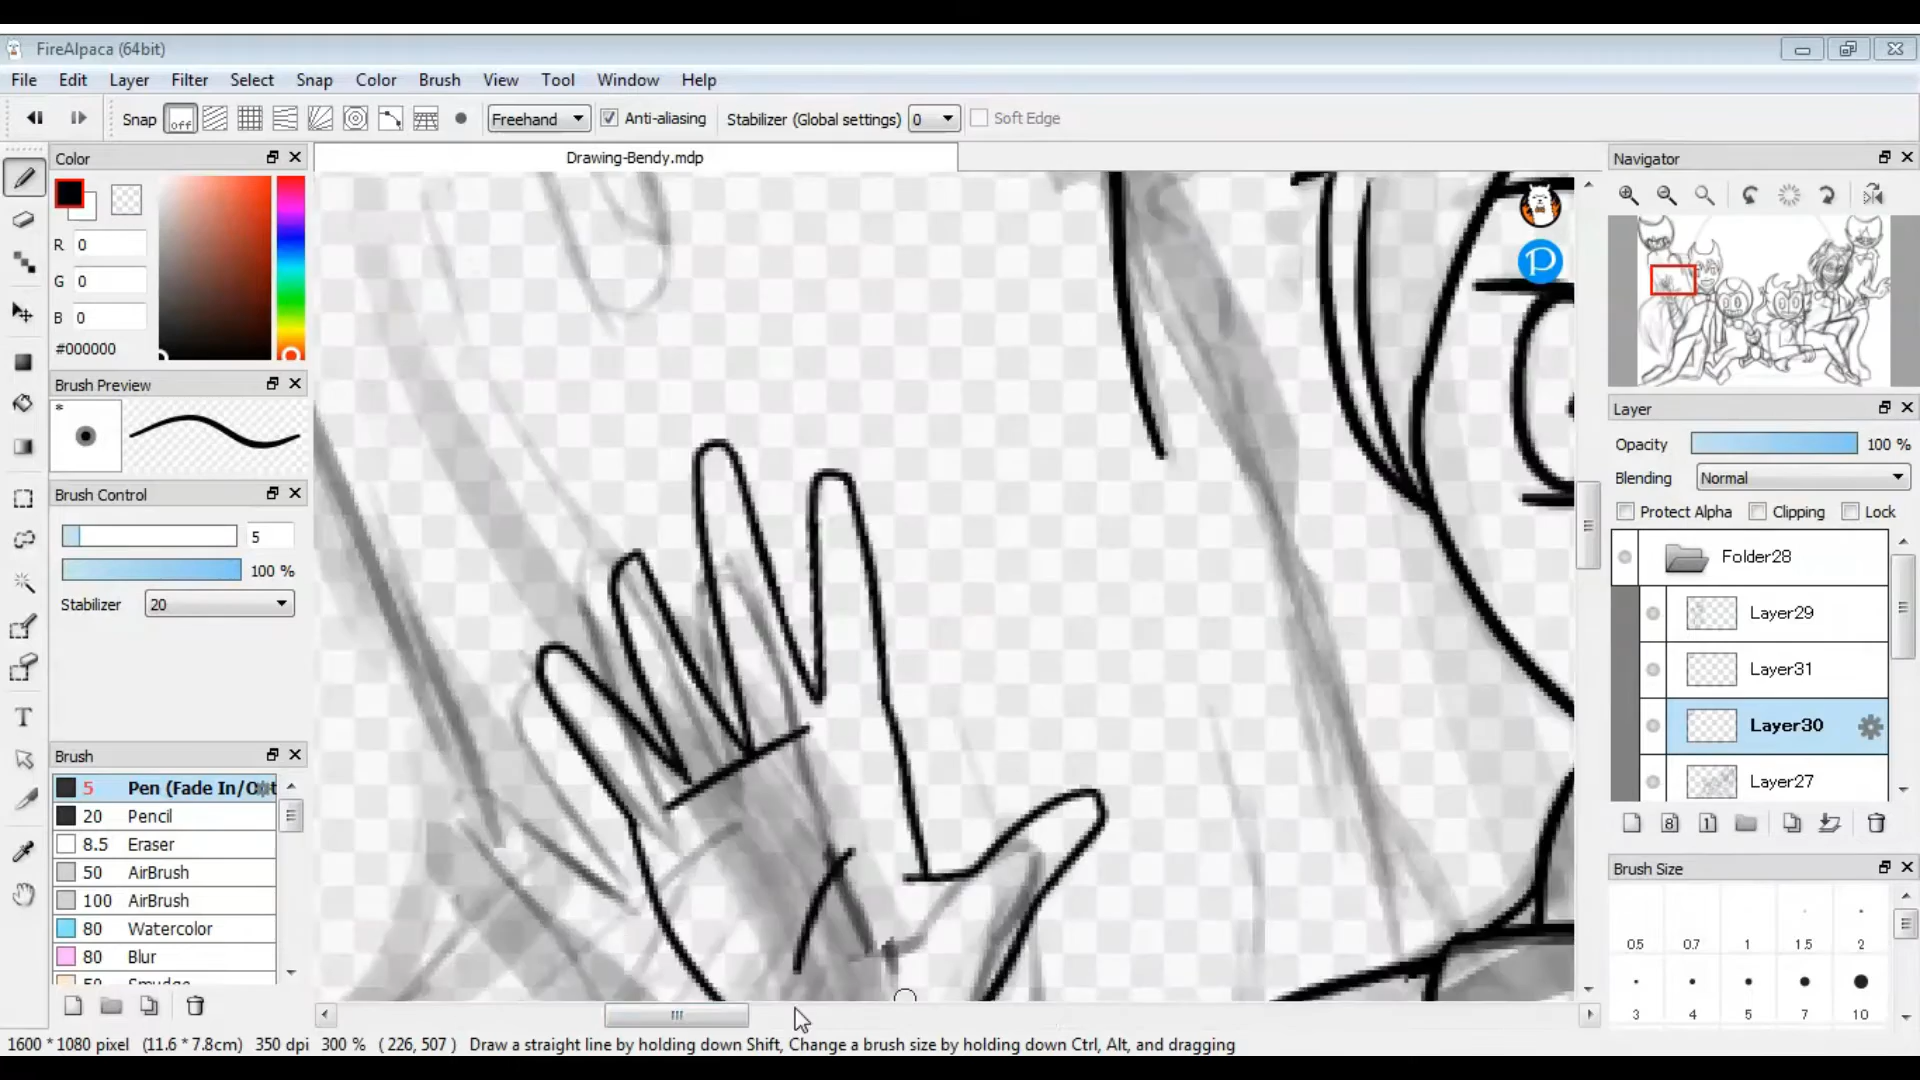 FireAlpaca (64bit)
File Edit Layer Filter Select Snap Color Brush View Tool Window Help
Snap off Freehand Anti-aliasing Stabilizer (Global settings) 0 Soft Edge
Color
R 0
G 0
B 0
#000000
Brush Preview
*
Brush Control
5
100 %
Stabilizer 20
Brush
5 Pen (Fade In/Out
20 Pencil
8.5 Eraser
50 AirBrush
100 AirBrush
80 Watercolor
80 Blur
50 Smudge
Drawing-Bendy.mdp
P
Navigator
Layer
Opacity 100 %
Blending Normal
Protect Alpha Clipping Lock
Folder28
Layer29
Layer31
Layer30
Layer27
8 1
Brush Size
0.5 0.7 1 1.5 2
3 4 5 7 10
T
1600 * 1080 pixel (11.6 * 7.8cm) 350 dpi 300 % ( 226, 507 ) Draw a straight line by holding down Shift, Change a brush size by holding down Ctrl, Alt, and dragging